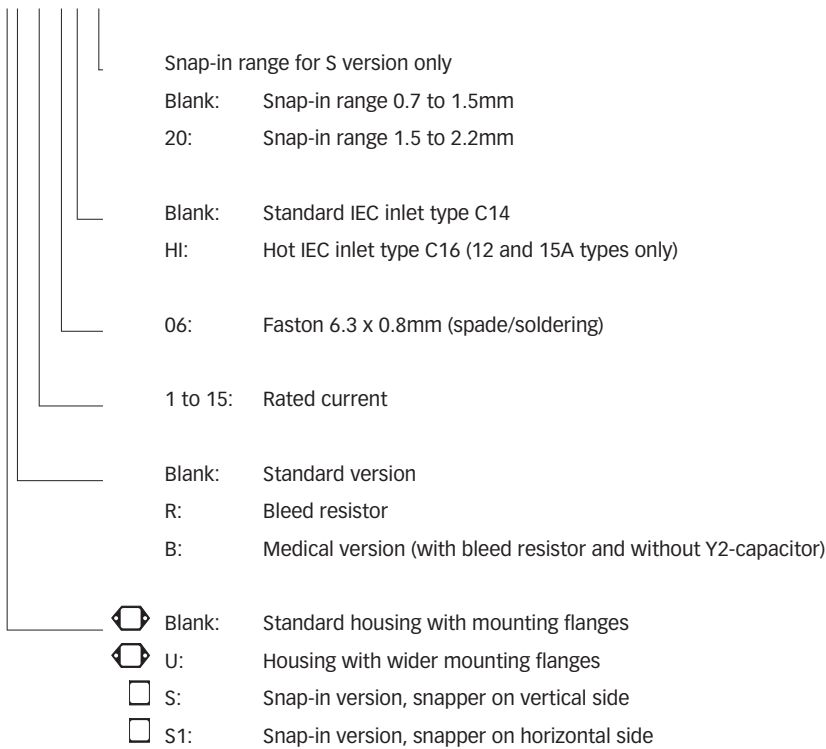 Snap-in range for S version only
Blank: Snap-in range 0.7 to 1.5mm
20: Snap-in range 1.5 to 2.2mm
Blank: Standard IEC inlet type C14
HI: Hot IEC inlet type C16 (12 and 15A types only)
06: Faston 6.3 x 0.8mm (spade/soldering)
1 to 15: Rated current
Blank: Standard version
R: Bleed resistor
B: Medical version (with bleed resistor and without Y2-capacitor)
Blank: Standard housing with mounting flanges
U: Housing with wider mounting flanges
S: Snap-in version, snapper on vertical side
S1: Snap-in version, snapper on horizontal side